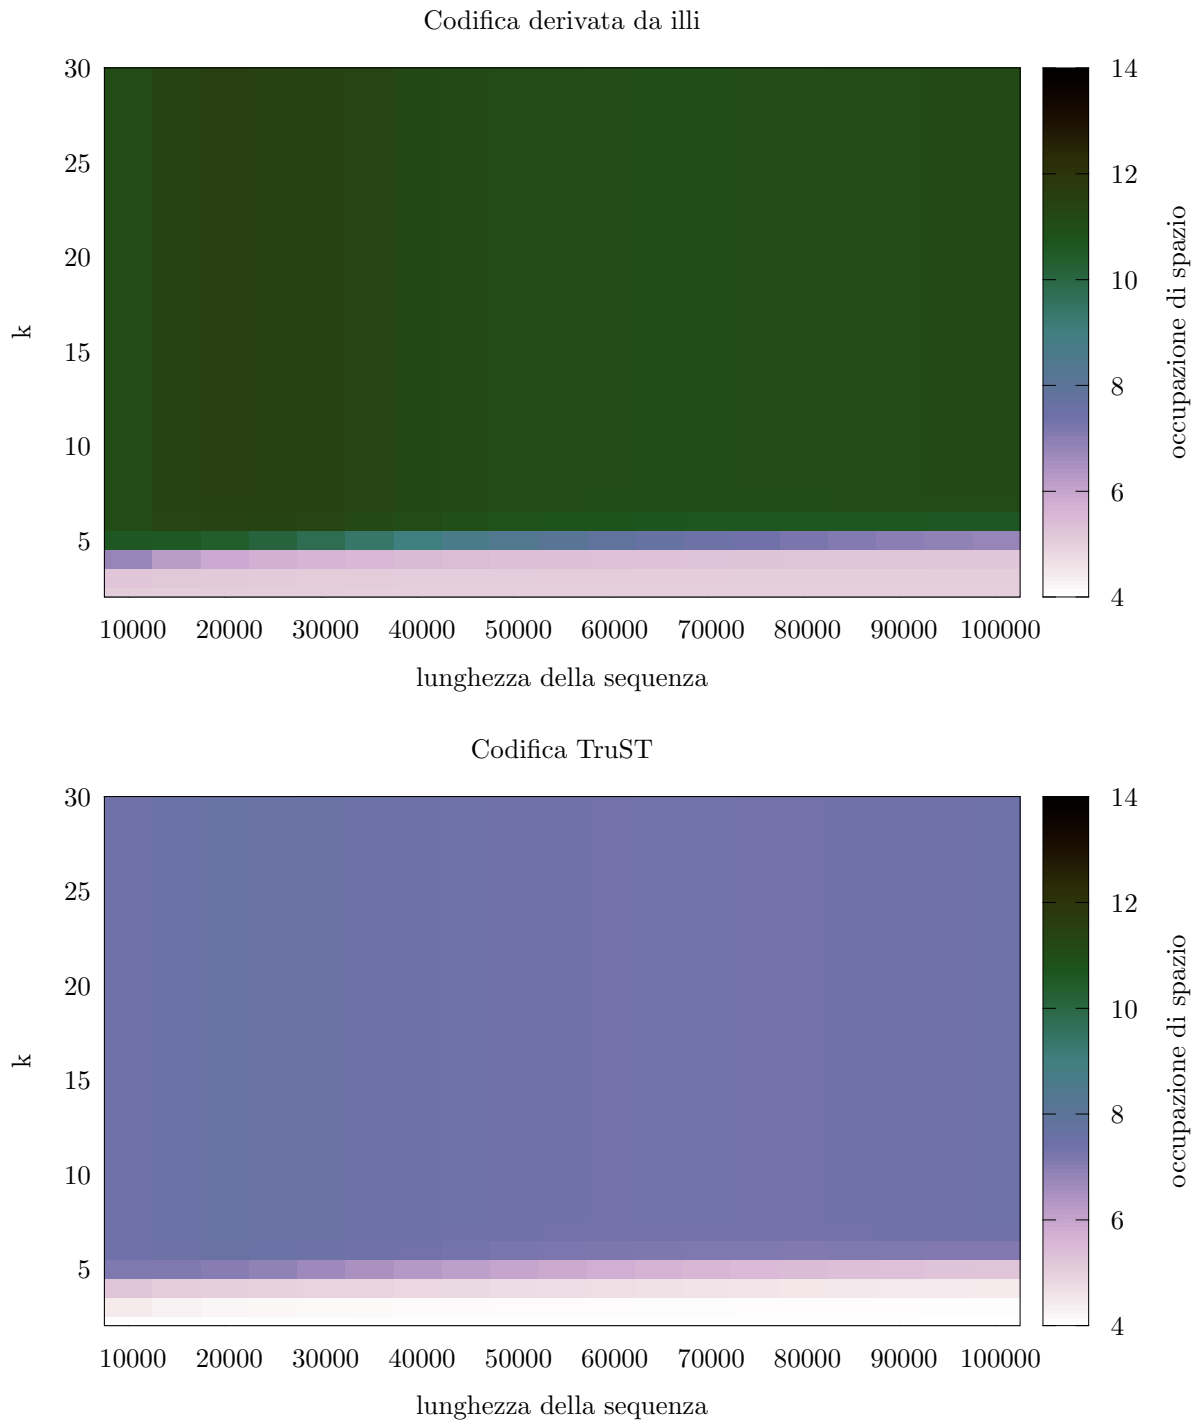 Codifica derivata da illi
30
25
20
15
10
5
k
10000 20000 30000 40000 50000 60000 70000 80000 90000 100000
lunghezza della sequenza
14
12
10
8
6
4
occupazione di spazio
Codifica TruST
30
25
20
15
10
5
k
10000 20000 30000 40000 50000 60000 70000 80000 90000 100000
lunghezza della sequenza
14
12
10
8
6
4
occupazione di spazio